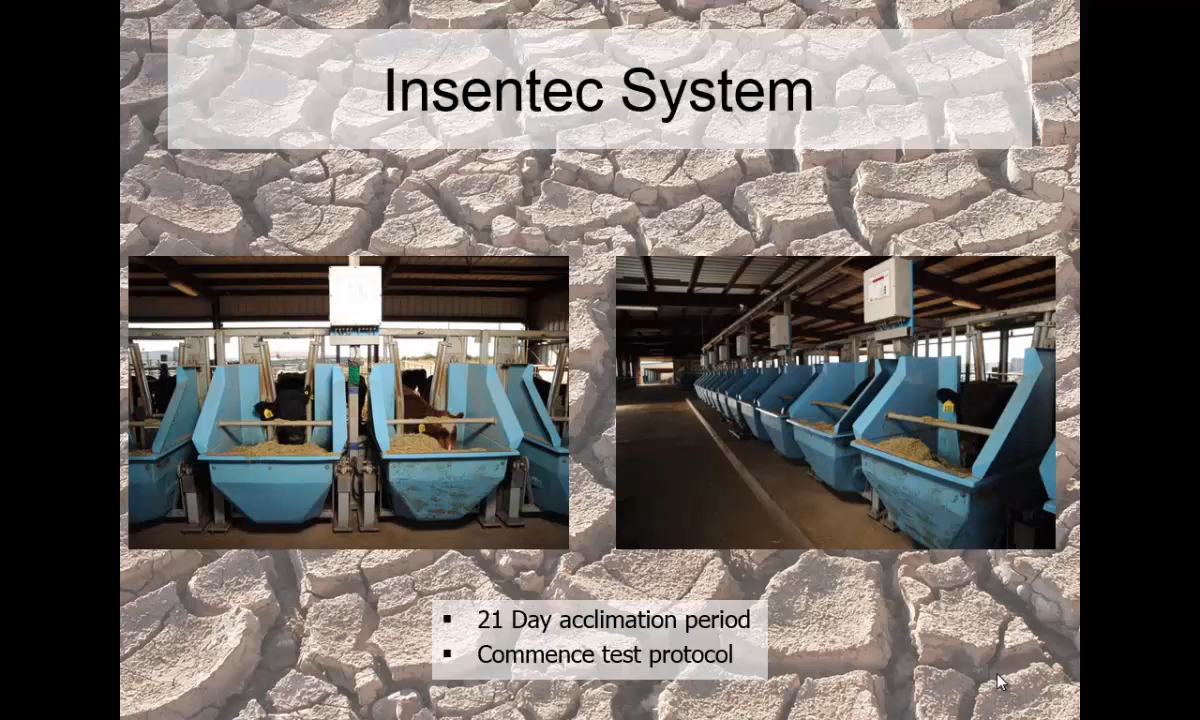 Insentec System
▪ 21 Day acclimation period
▪ Commence test protocol